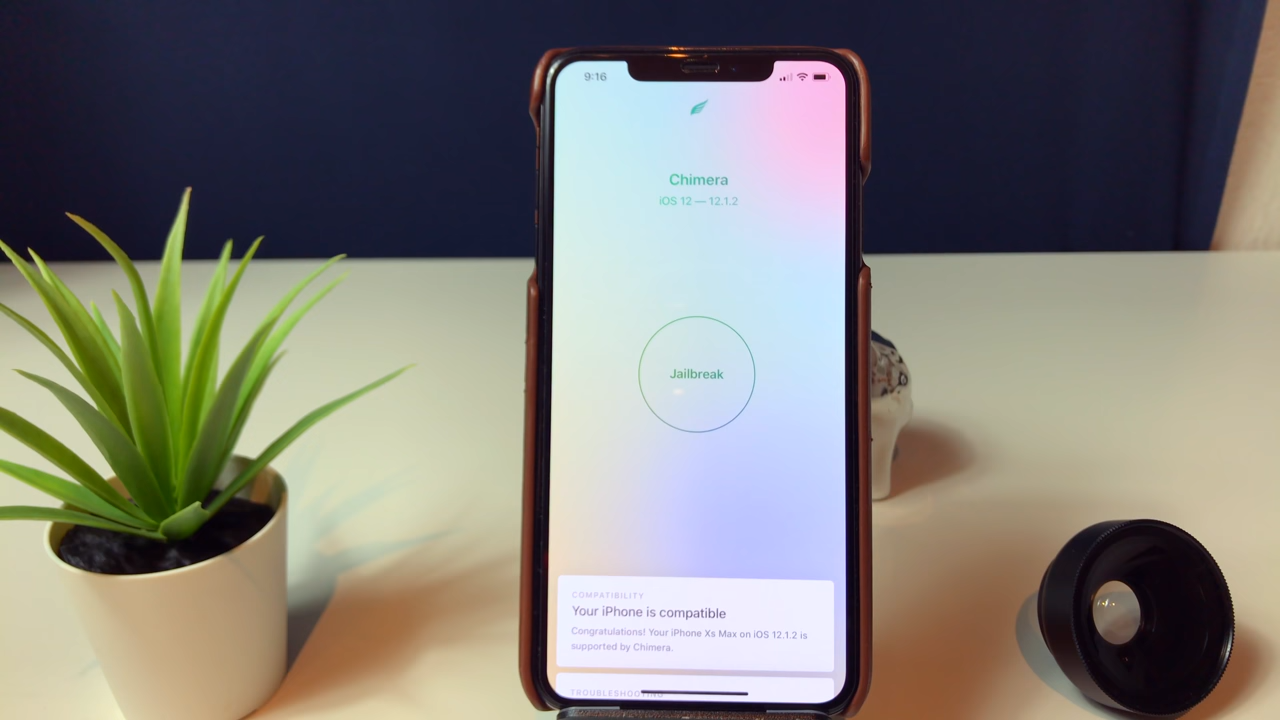 9:16
Chimera
iOS 12 — 12.1.2
Jailbreak
COMPATIBILITY
Your iPhone is compatible
Congratulations! Your iPhone Xs Max on iOS 12.1.2 is
supported by Chimera.
TROUBLESHOOTING